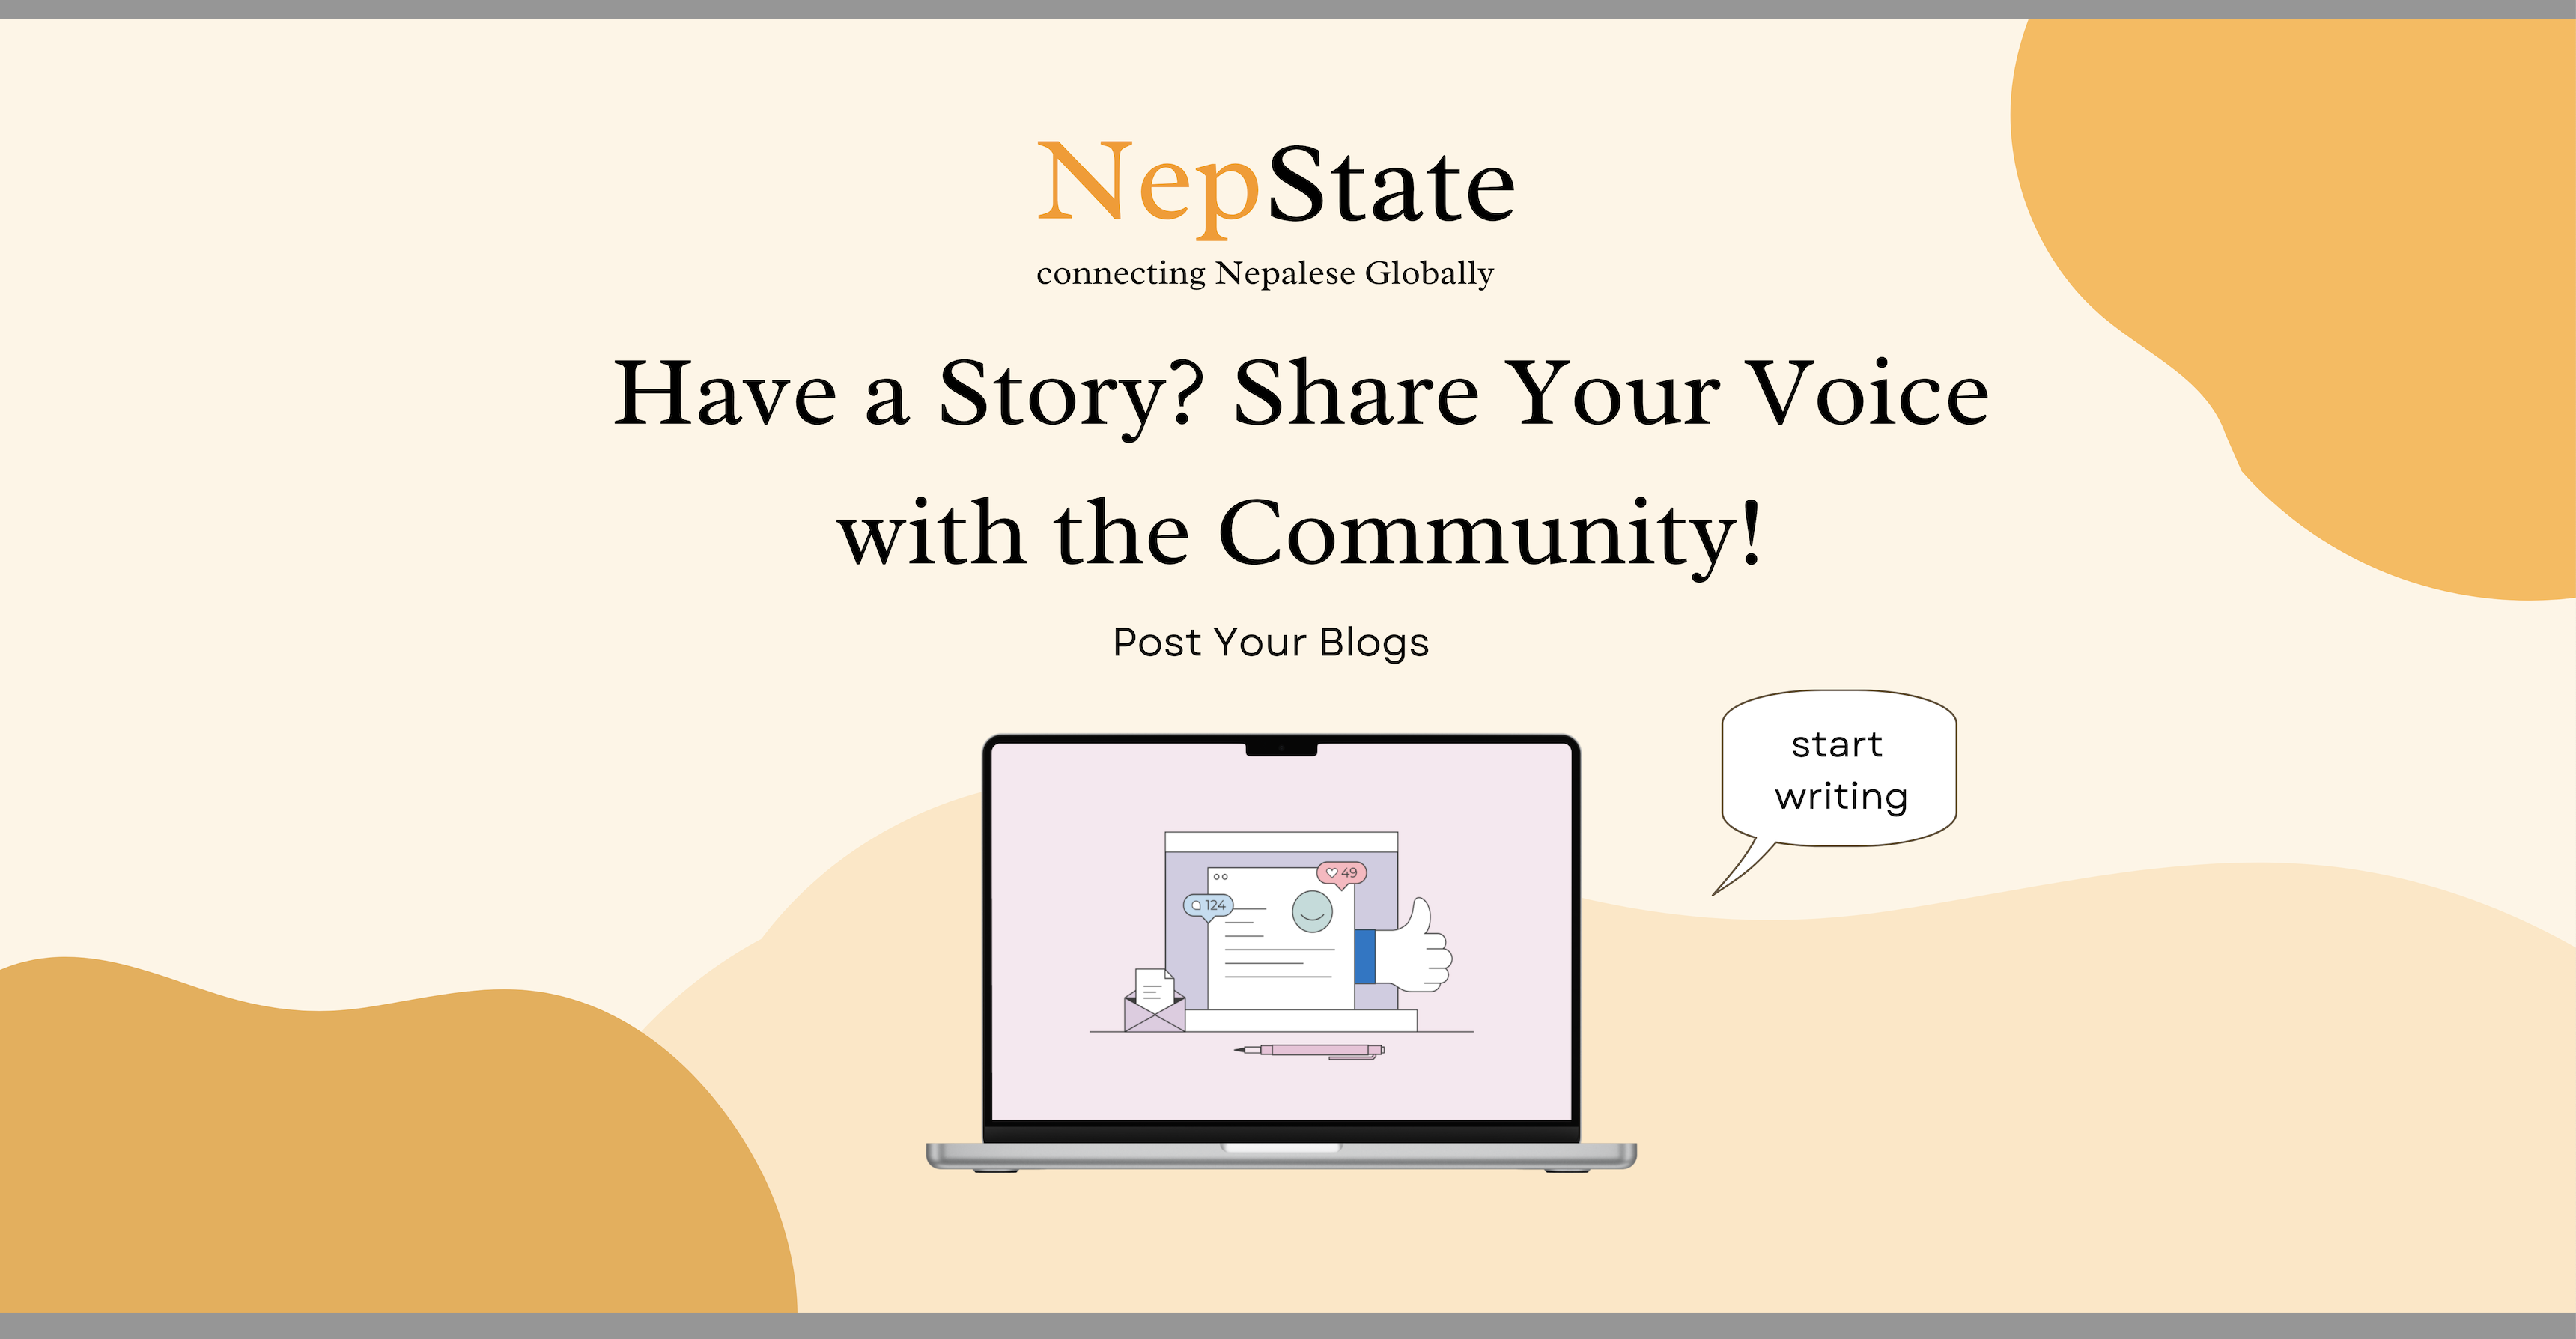 NepState
connecting Nepalese Globally
Have a Story? Share Your Voice
with the Community!
Post Your Blogs
start
writing
49
124